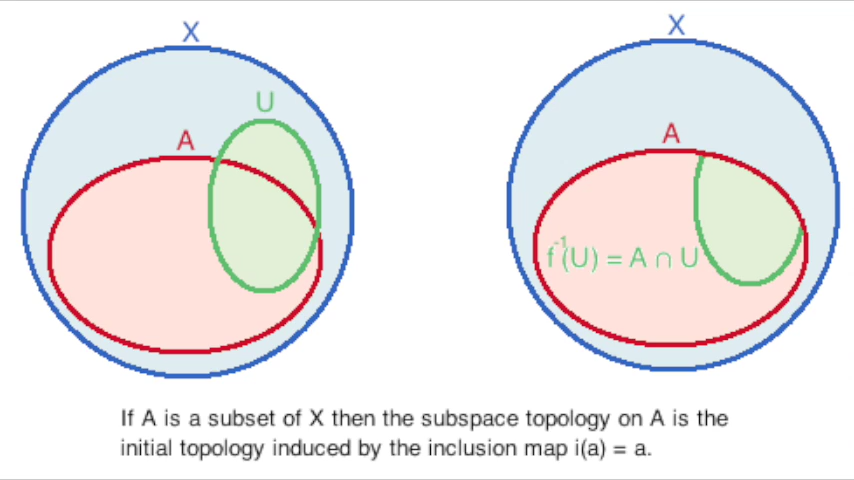 X
U
A
X
A
f⁻¹(U) = A ∩ U
If A is a subset of X then the subspace topology on A is the
initial topology induced by the inclusion map i(a) = a.